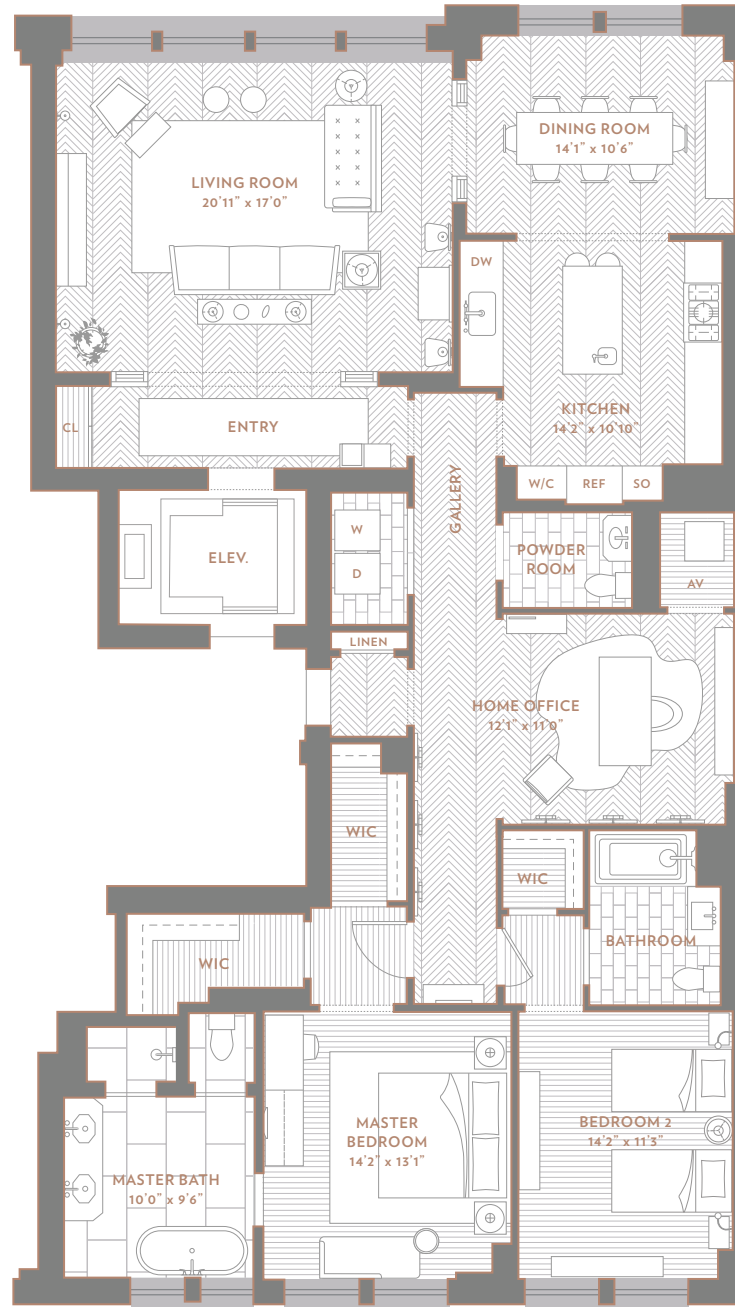 DINING ROOM
14'1" x 10'6"
LIVING ROOM
20'11" x 17'0"
DW
KITCHEN
14'2" x 10'10"
CL
ENTRY
GALLERY
W/C
REF
SO
W
D
ELEV.
POWDER
ROOM
AV
LINEN
HOME OFFICE
12'1" x 11'0"
WIC
WIC
BATHROOM
WIC
MASTER
BEDROOM
14'2" x 13'1"
BEDROOM 2
14'2" x 11'3"
MASTER BATH
10'0" x 9'6"